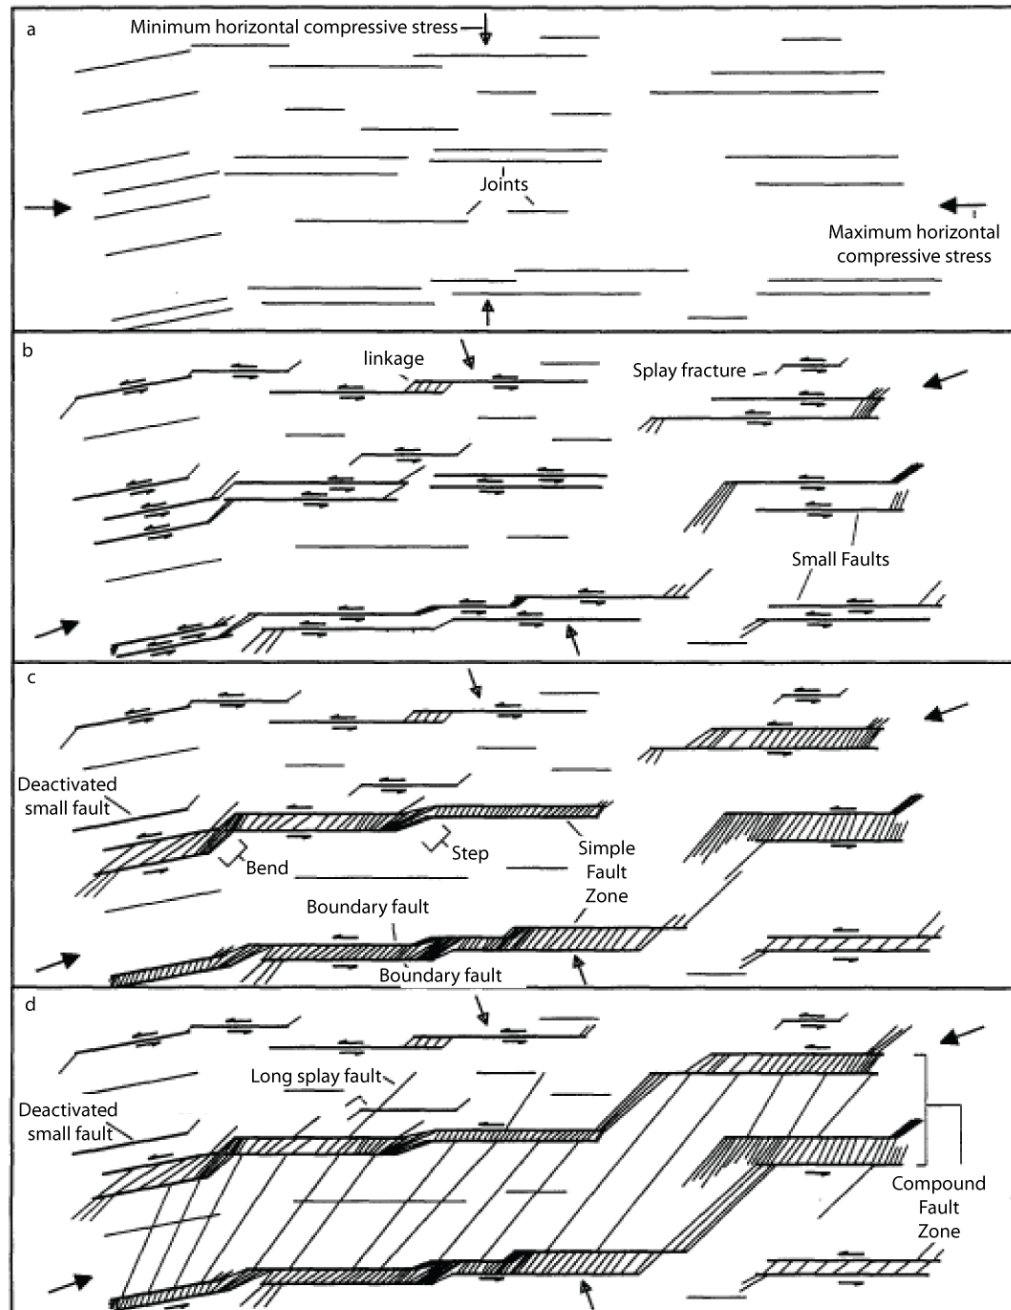 a
Minimum horizontal compressive stress
Joints
Maximum horizontal
compressive stress
b
linkage
Splay fracture
Small Faults
c
Deactivated
small fault
Bend
Step
Simple
Fault
Zone
Boundary fault
Boundary fault
d
Long splay fault
Deactivated
small fault
Compound
Fault
Zone